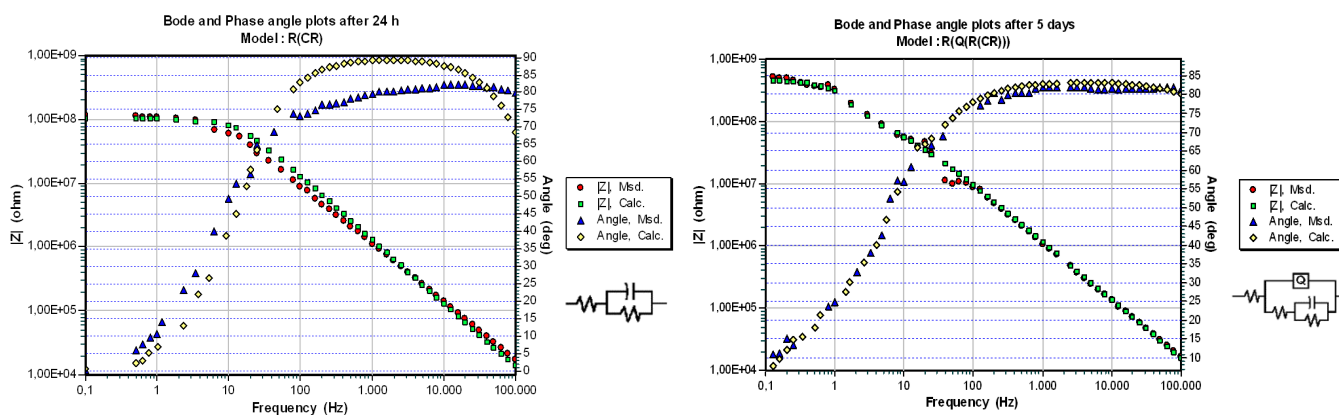 Bode and Phase angle plots after 24 h
Model : R(CR)
1,00E+09
1,00E+08
1,00E+07
1,00E+06
1,00E+05
1,00E+04
|Z| (ohm)
90
85
80
75
70
65
60
55
50
45
40
35
30
25
20
15
10
5
0
Angle (deg)
0,1
1
10
100
1.000
10.000
100.000
Frequency (Hz)
|Z|, Msd.
|Z|, Calc.
Angle, Msd.
Angle, Calc.
Bode and Phase angle plots after 5 days
Model : R(Q(R(CR)))
1,00E+09
1,00E+08
1,00E+07
1,00E+06
1,00E+05
1,00E+04
|Z| (ohm)
85
80
75
70
65
60
55
50
45
40
35
30
25
20
15
10
Angle (deg)
0,1
1
10
100
1.000
10.000
100.000
Frequency (Hz)
|Z|, Msd.
|Z|, Calc.
Angle, Msd.
Angle, Calc.
Q